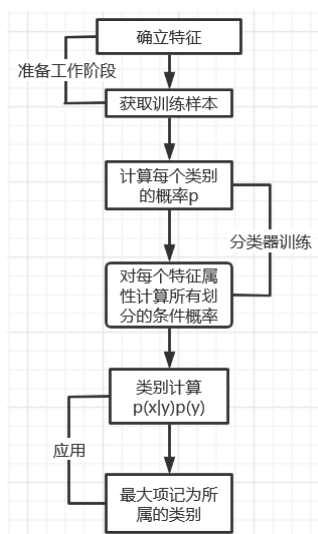 确立特征
准备工作阶段
获取训练样本
计算每个类别
的概率p
分类器训练
对每个特征属
性计算所有划
分的条件概率
类别计算
p(x|y)p(y)
应用
最大项记为所
属的类别